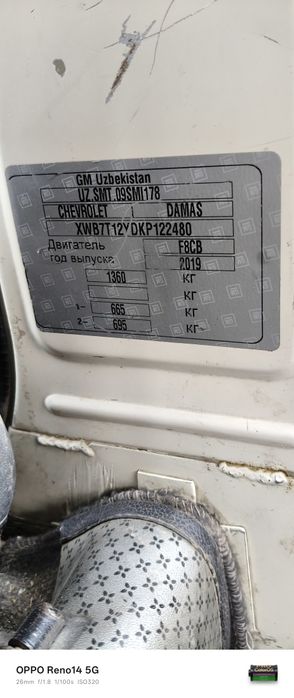 GM Uzbekistan
UZ.SMT.09SMI178
CHEVROLET DAMAS
XWB7T12YDKP122480
Двигатель F8CB
год выпуска 2019
1360 КГ
КГ
1- 665 КГ
2- 695 КГ
OPPO Reno14 5G
26mm f/1.8 1/100s ISO320